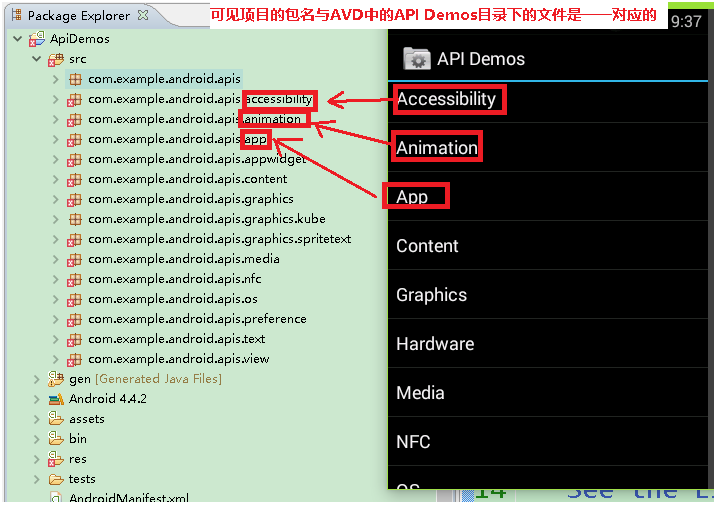 Package Explorer
可见项目的包名与AVD中的API Demos目录下的文件是一一对应的
ApiDemos
src
com.example.android.apis
com.example.android.apis.accessibility
com.example.android.apis.animation
com.example.android.apis.app
com.example.android.apis.appwidget
com.example.android.apis.content
com.example.android.apis.graphics
com.example.android.apis.graphics.kube
com.example.android.apis.graphics.spritetext
com.example.android.apis.media
com.example.android.apis.nfc
com.example.android.apis.os
com.example.android.apis.preference
com.example.android.apis.text
com.example.android.apis.view
gen [Generated Java Files]
Android 4.4.2
assets
bin
res
tests
AndroidManifest.xml
9:37
API Demos
Accessibility
Animation
App
Content
Graphics
Hardware
Media
NFC
OS
14 See the